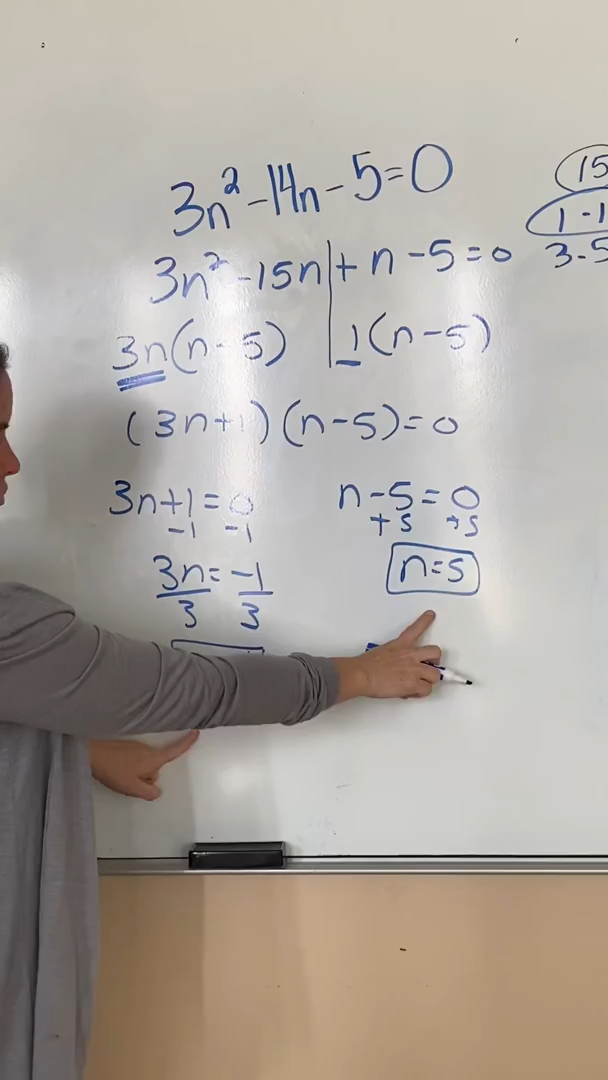 3n² -14n - 5 = 0
15
3n² -15n | + n - 5 = 0
1 -1
3n(n-5) | 1(n-5)
3-5
(3n+1)(n-5) = 0
3n+1 = 0
-1 -1
n-5 = 0
+5 +5
3n = -1
3 3
n = 5